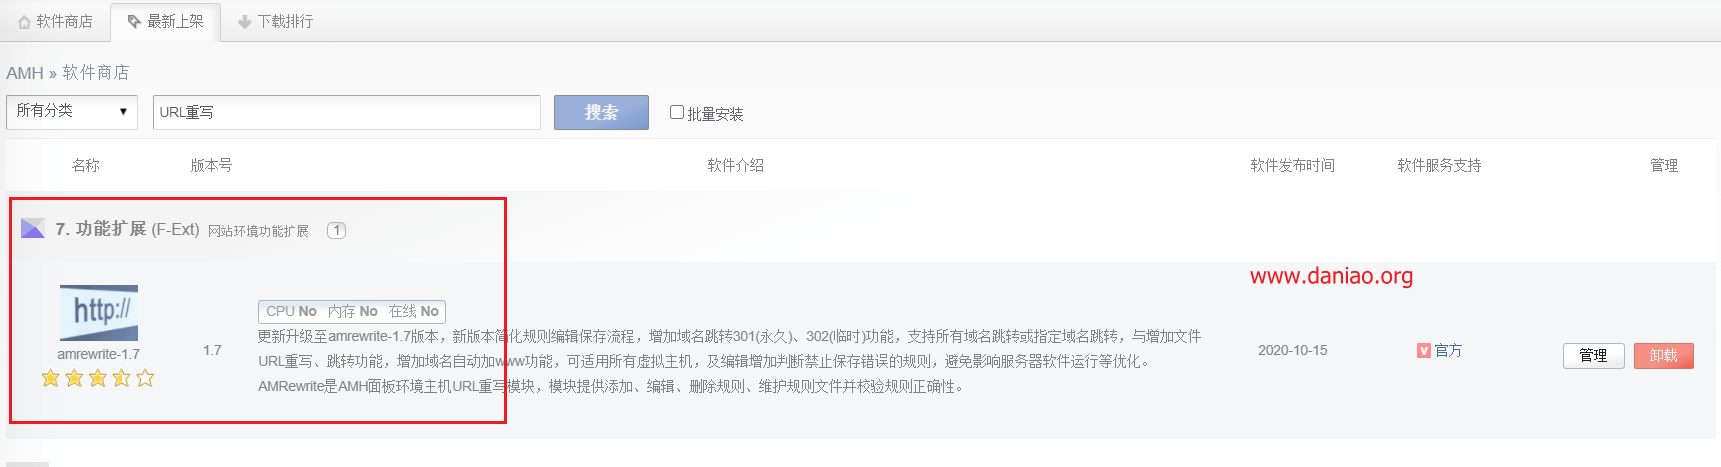 软件商店 最新上架 下载排行
AMH » 软件商店
所有分类 URL重写 搜索 批量安装
名称 版本号 软件介绍 软件发布时间 软件服务支持 管理
7. 功能扩展 (F-Ext) 网站环境功能扩展 1
www.daniao.org
http://
CPU No 内存 No 在线 No
更新升级至amrewrite-1.7版本，新版本简化规则编辑保存流程，增加域名跳转301(永久)、302(临时)功能，支持所有域名跳转或指定域名跳转，与增加文件
amrewrite-1.7 1.7 URL重写、跳转功能，增加域名自动加www功能，可适用所有虚拟主机，及编辑增加判断禁止保存错误的规则，避免影响服务器软件运行等优化。 2020-10-15 V 官方 管理 卸载
AMRewrite是AMH面板环境主机URL重写模块，模块提供添加、编辑、删除规则、维护规则文件并校验规则正确性。